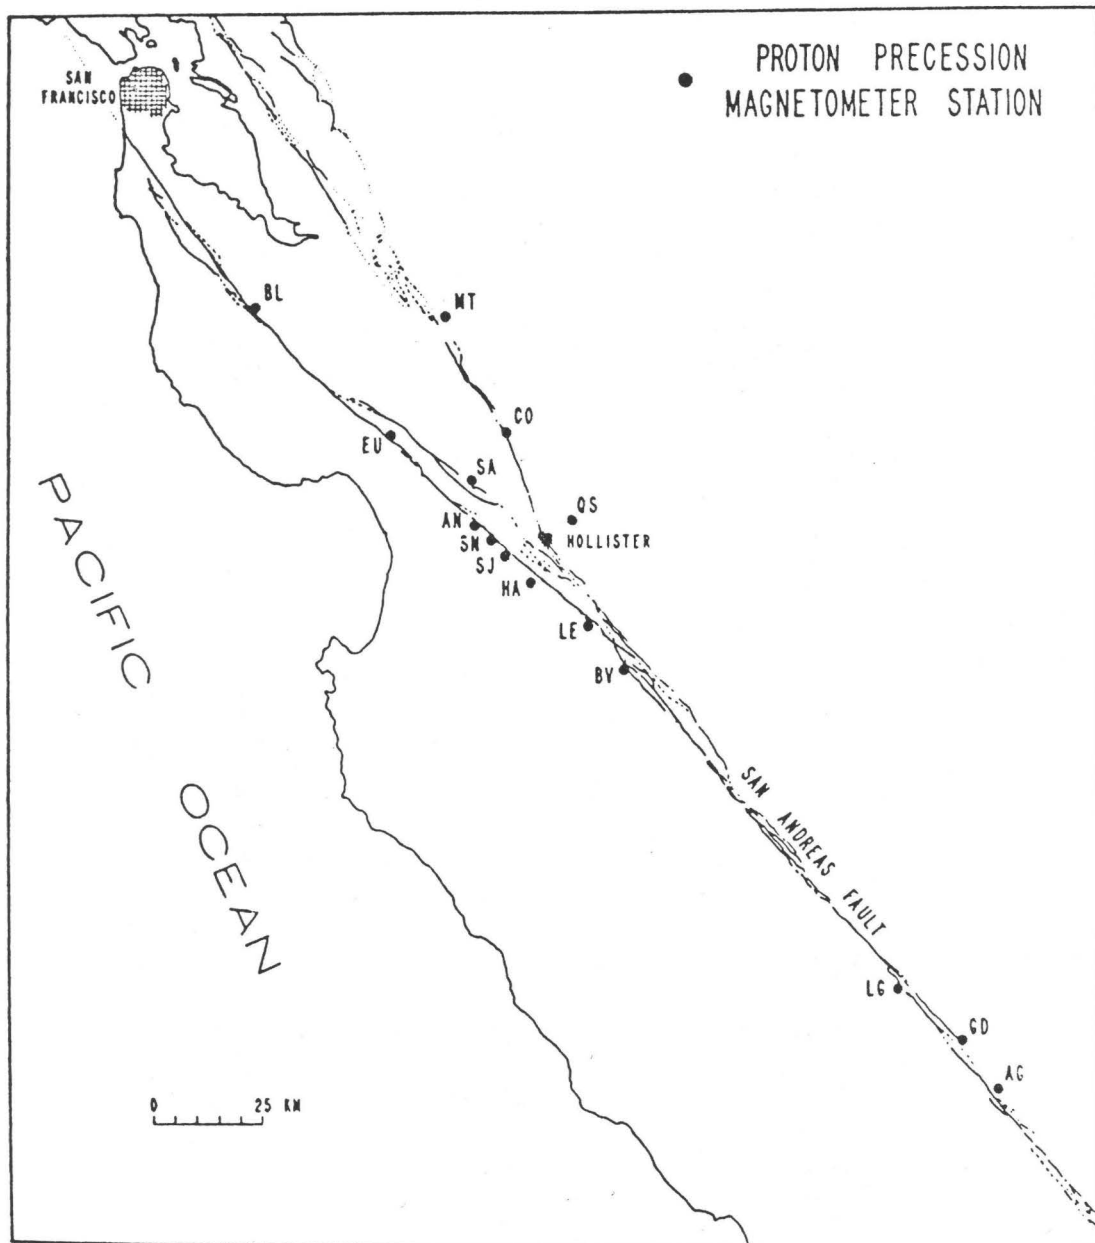 PROTON PRECESSION
MAGNETOMETER STATION
SAN
FRANCISCO
BL
MT
CO
EU
SA
QS
AN
HOLLISTER
SN
SJ
HA
LE
BV
PACIFIC
OCEAN
SAN ANDREAS FAULT
LG
GD
AG
0 25 KM